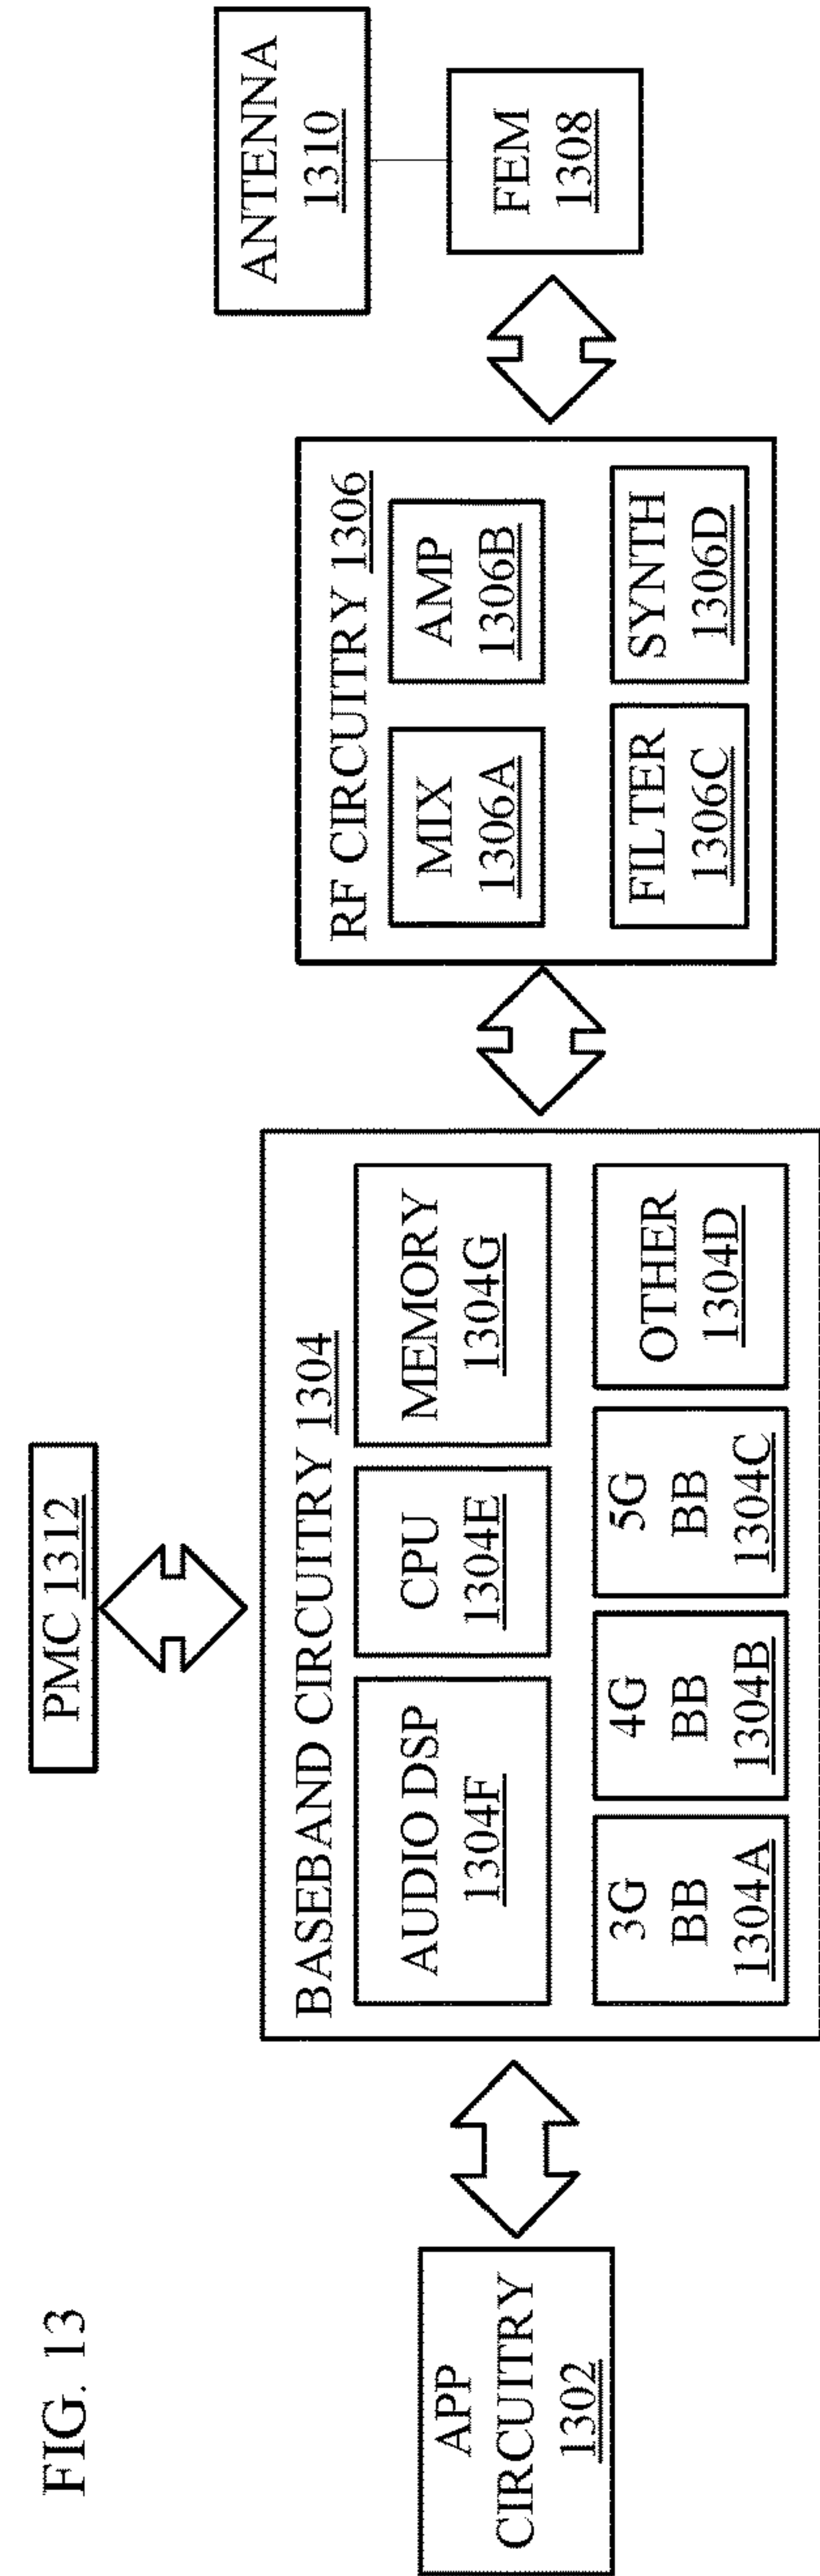 FIG. 13
PMC 1312
APP
CIRCUITRY
1302
BASEBAND CIRCUITRY 1304
AUDIO DSP
1304F
CPU
1304E
MEMORY
1304G
3G
BB
1304A
4G
BB
1304B
5G
BB
1304C
OTHER
1304D
RF CIRCUITRY 1306
MIX
1306A
AMP
1306B
FILTER
1306C
SYNTH
1306D
ANTENNA
1310
FEM
1308